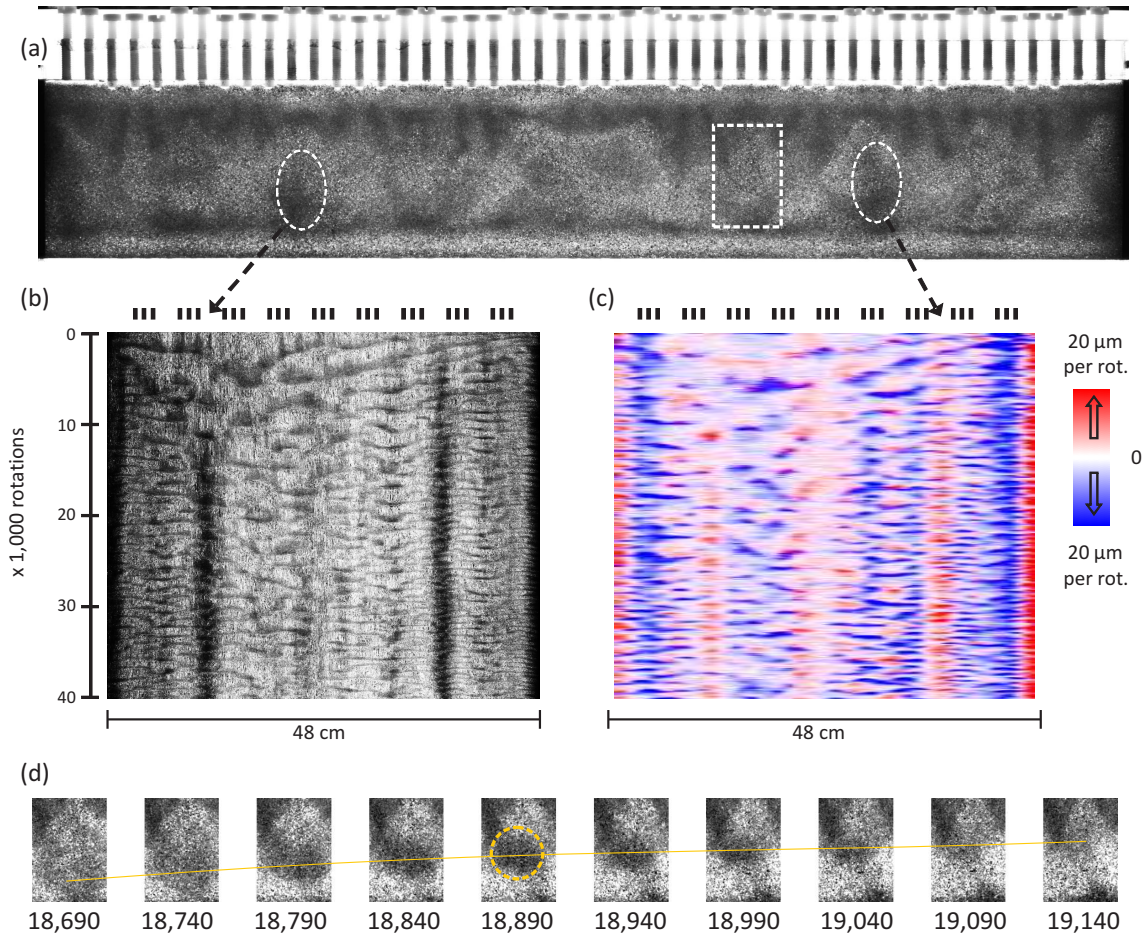 (a)
(b)
(c)
0
10
20
30
40
x 1,000 rotations
48 cm
48 cm
20 µm
per rot.
0
20 µm
per rot.
(d)
18,690 18,740 18,790 18,840 18,890 18,940 18,990 19,040 19,090 19,140